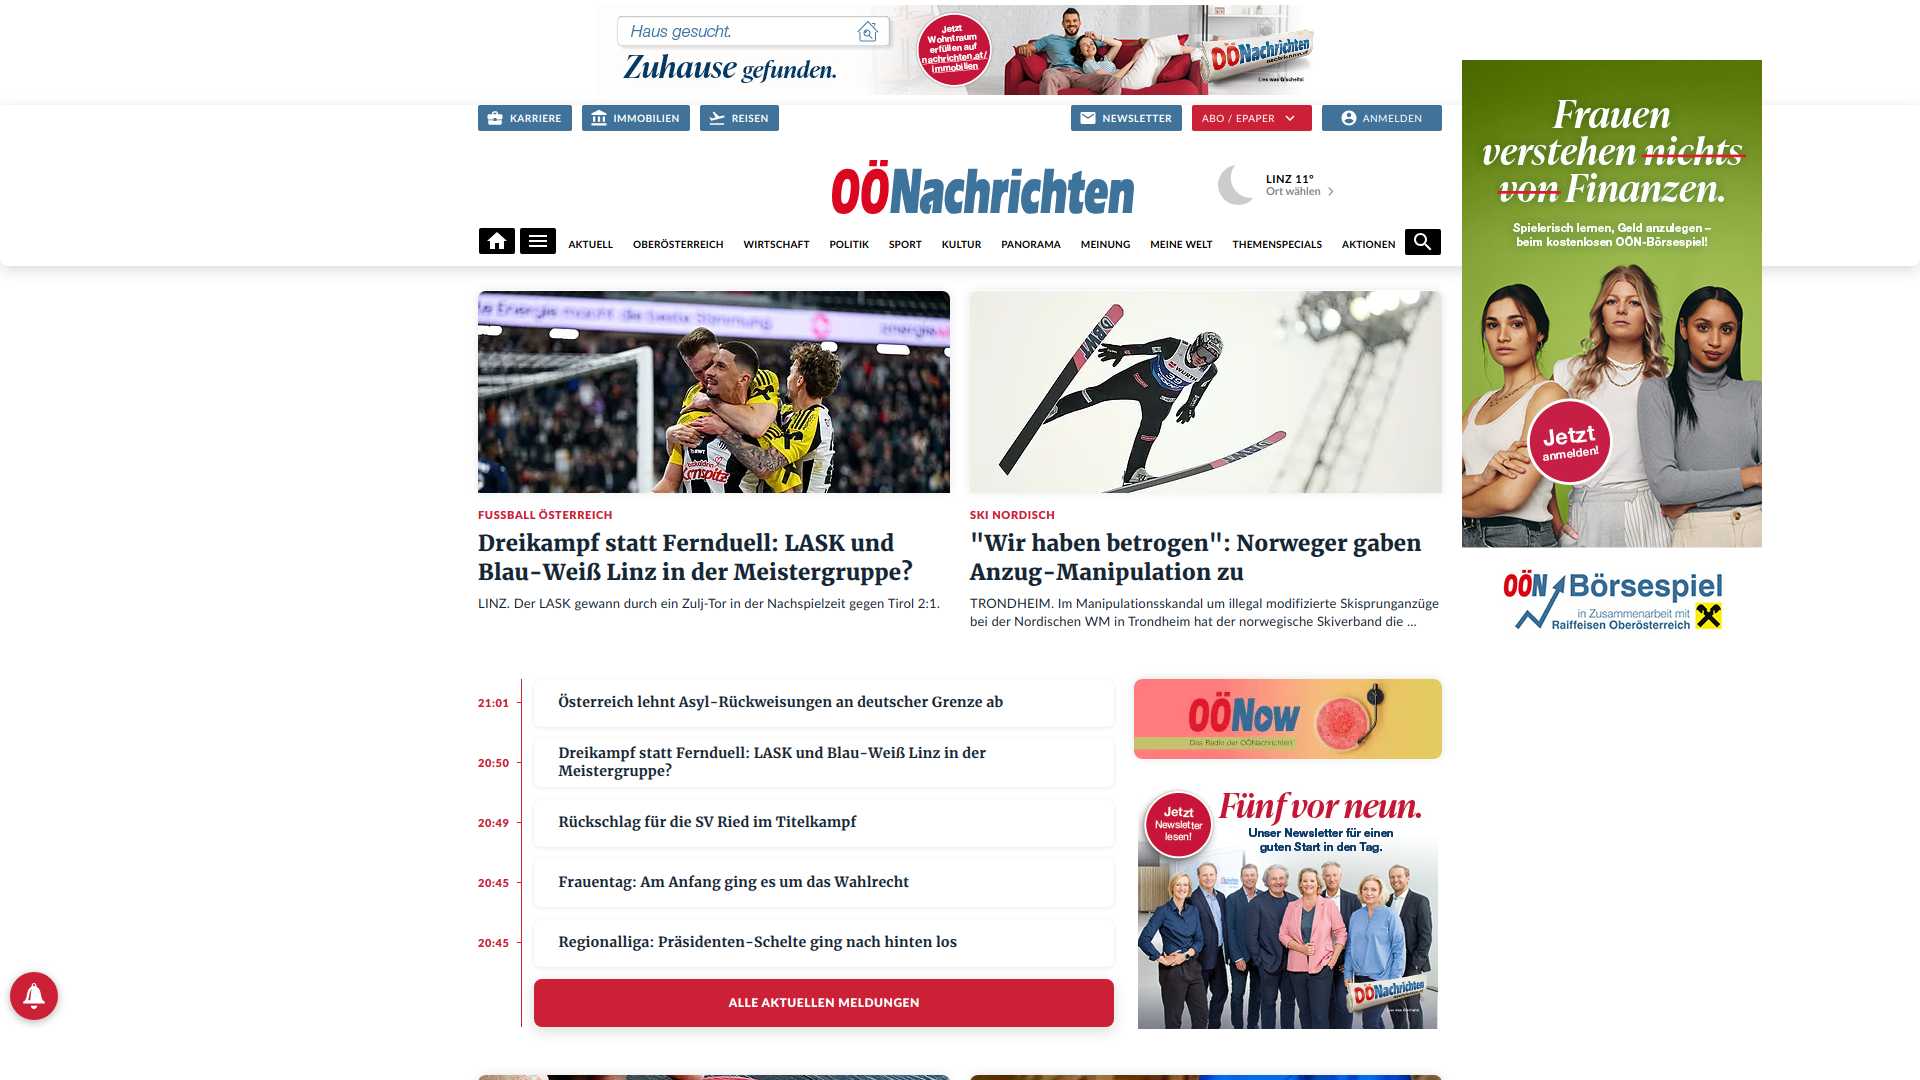 Haus gesucht.
Zuhause gefunden.
Jetzt
Wohntraum
erfüllen auf
nachrichten.at/
immobilien
OÖNachrichten
Lies was G'scheits!
KARRIERE
IMMOBILIEN
REISEN
NEWSLETTER
ABO / EPAPER
ANMELDEN
OÖNachrichten
LINZ 11°
Ort wählen
AKTUELL
OBERÖSTERREICH
WIRTSCHAFT
POLITIK
SPORT
KULTUR
PANORAMA
MEINUNG
MEINE WELT
THEMENSPECIALS
AKTIONEN
Frauen
verstehen nichts
von Finanzen.
Spielerisch lernen, Geld anzulegen –
beim kostenlosen OÖN-Börsespiel!
Jetzt
anmelden!
OÖN Börsespiel
in Zusammenarbeit mit
Raiffeisen Oberösterreich
FUSSBALL ÖSTERREICH
Dreikampf statt Fernduell: LASK und
Blau-Weiß Linz in der Meistergruppe?
LINZ. Der LASK gewann durch ein Zulj-Tor in der Nachspielzeit gegen Tirol 2:1.
SKI NORDISCH
"Wir haben betrogen": Norweger gaben
Anzug-Manipulation zu
TRONDHEIM. Im Manipulationsskandal um illegal modifizierte Skisprunganzüge
bei der Nordischen WM in Trondheim hat der norwegische Skiverband die ...
21:01
Österreich lehnt Asyl-Rückweisungen an deutscher Grenze ab
20:50
Dreikampf statt Fernduell: LASK und Blau-Weiß Linz in der
Meistergruppe?
20:49
Rückschlag für die SV Ried im Titelkampf
20:45
Frauentag: Am Anfang ging es um das Wahlrecht
20:45
Regionalliga: Präsidenten-Schelte ging nach hinten los
ALLE AKTUELLEN MELDUNGEN
OÖNow
Das Radio der OÖNachrichten
Jetzt
Newsletter
lesen!
Fünf vor neun.
Unser Newsletter für einen
guten Start in den Tag.
OÖNachrichten